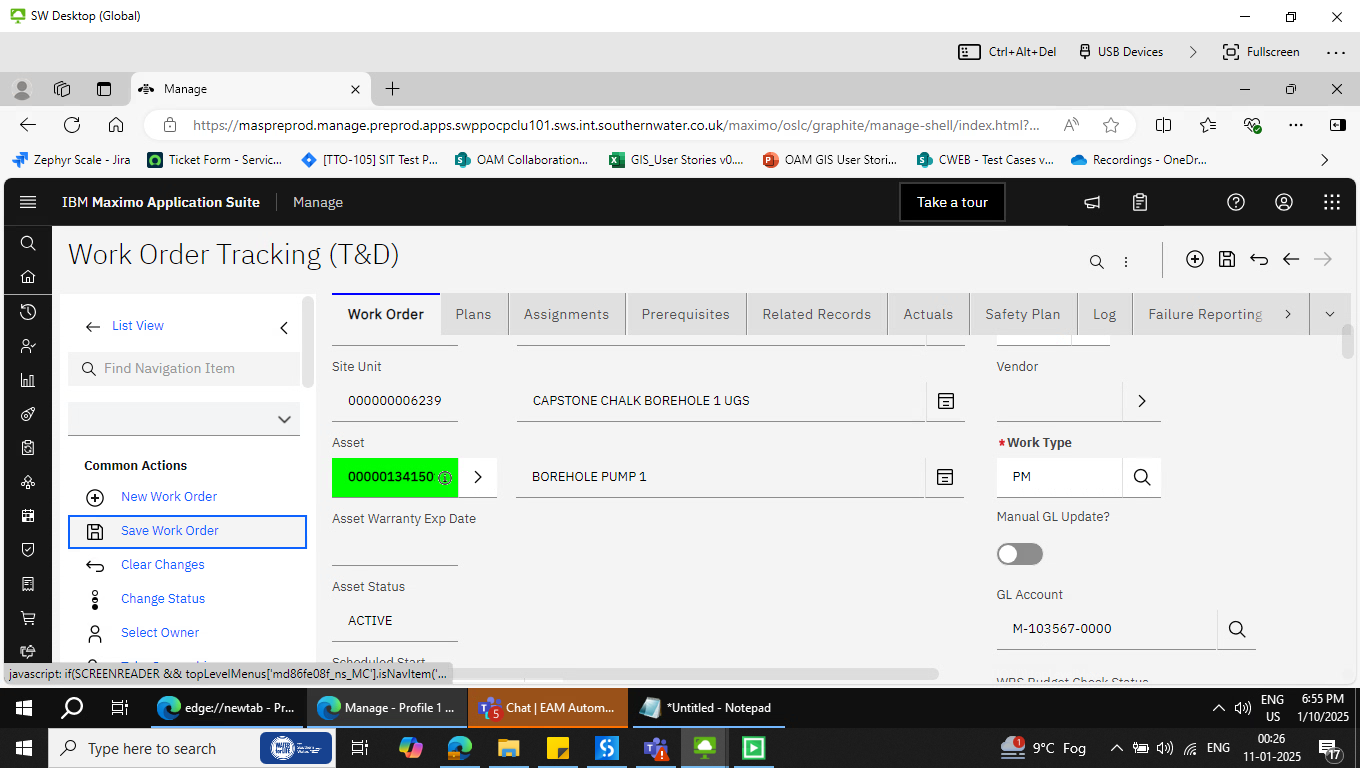 SW Desktop (Global)
Ctrl+Alt+Del
USB Devices
Fullscreen
Manage
https://maspreprod.manage.preprod.apps.swppocpclu101.sws.int.southernwater.co.uk/maximo/oslc/graphite/manage-shell/index.html?...
Zephyr Scale - Jira
Ticket Form - Servic...
[TTO-105] SIT Test P...
OAM Collaboration...
GIS_User Stories v0....
OAM GIS User Stori...
CWEB - Test Cases v...
Recordings - OneDr...
IBM Maximo Application Suite
Manage
Take a tour
Work Order Tracking (T&D)
List View
Find Navigation Item
Common Actions
New Work Order
Save Work Order
Clear Changes
Change Status
Select Owner
Work Order
Plans
Assignments
Prerequisites
Related Records
Actuals
Safety Plan
Log
Failure Reporting
Site Unit
000000006239
CAPSTONE CHALK BOREHOLE 1 UGS
Vendor
Asset
00000134150
BOREHOLE PUMP 1
* Work Type
PM
Asset Warranty Exp Date
Manual GL Update?
Asset Status
ACTIVE
GL Account
M-103567-0000
Scheduled Start
WBS Budget Check Status
javascript: if(SCREENREADER && topLevelMenus['md86fe08f_ns_MC'].isNavItem('...
edge://newtab - Pr...
Manage - Profile 1 ...
5
Chat | EAM Autom...
*Untitled - Notepad
ENG
US
6:55 PM
1/10/2025
Type here to search
1
9°C Fog
ENG
00:26
11-01-2025
17